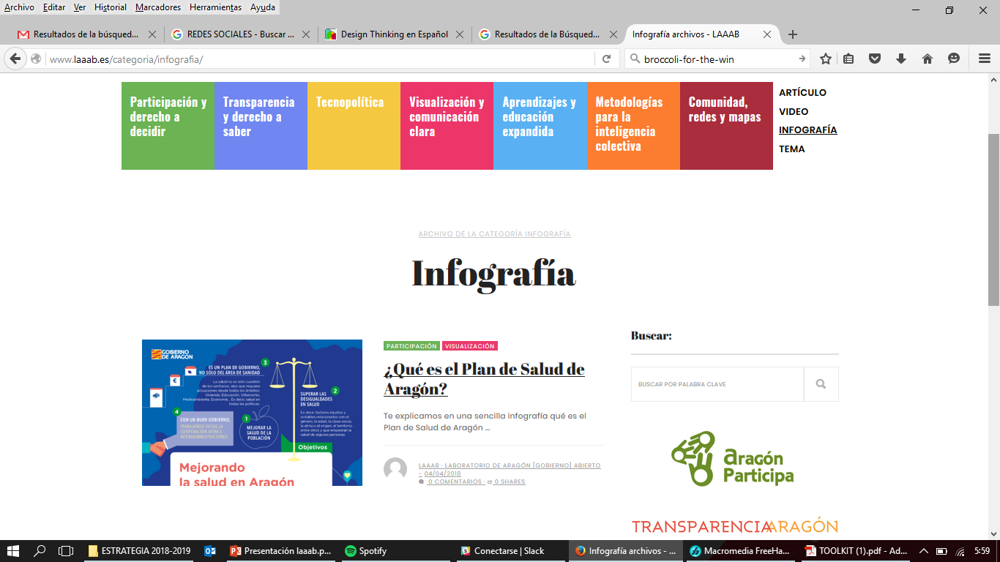 Archivo Editar Ver Historial Marcadores Herramientas Ayuda
Resultados de la búsqued...
REDES SOCIALES - Buscar ...
Design Thinking en Español
Resultados de la Búsqued...
Infografía archivos - LAAAB
www.laaab.es/categoria/infografia/
broccoli-for-the-win
Participación y
derecho a
decidir
Transparencia
y derecho a
saber
Tecnopolítica
Visualización y
comunicación
clara
Aprendizajes y
educación
expandida
Metodologías
para la
inteligencia
colectiva
Comunidad,
redes y mapas
ARTÍCULO
VIDEO
INFOGRAFÍA
TEMA
ARCHIVO DE LA CATEGORÍA INFOGRAFÍA
Infografía
GOBIERNO
DE ARAGON
ES UN PLAN DE GOBIERNO,
NO SOLO DEL ÁREA DE SANIDAD
3
La salud no es solo cuestión
de los sanitarios, sino que requiere
actuaciones desde todos los ámbitos:
Vivienda, Educación, Urbanismo,
Medioambiente, Economía... Es decir, salud en
todas las políticas.
2
SUPERAR LAS
DESIGUALDADES
EN SALUD
Es decir, factores injustos y
evitables relacionados con el
género, la edad, la clase social,
la etnia o el origen, el territorio,
entre otros y que empeoran la
salud de algunas personas.
4
CON UN BUEN GOBIERNO,
TRABAJANDO DESDE LA
COOPERACIÓN INTRA E
INTERADMINISTRACIONES.
1
MEJORAR LA
SALUD DE LA
POBLACIÓN
Objetivos
Mejorando
la salud en Aragón
PARTICIPACIÓN VISUALIZACIÓN
¿Qué es el Plan de Salud de
Aragón?
Te explicamos en una sencilla infografía qué es el
Plan de Salud de Aragón ...
LAAAB - LABORATORIO DE ARAGÓN [GOBIERNO] ABIERTO
- 04/04/2018
0 COMENTARIOS - 0 SHARES
Buscar:
BUSCAR POR PALABRA CLAVE
aragón
Participa
TRANSPARENCIA ARAGÓN
ESTRATEGIA 2018-2019
Presentación laaab.p...
Spotify
Conectarse | Slack
Infografía archivos - ...
Macromedia FreeHa...
TOOLKIT (1).pdf - Ad...
5:59